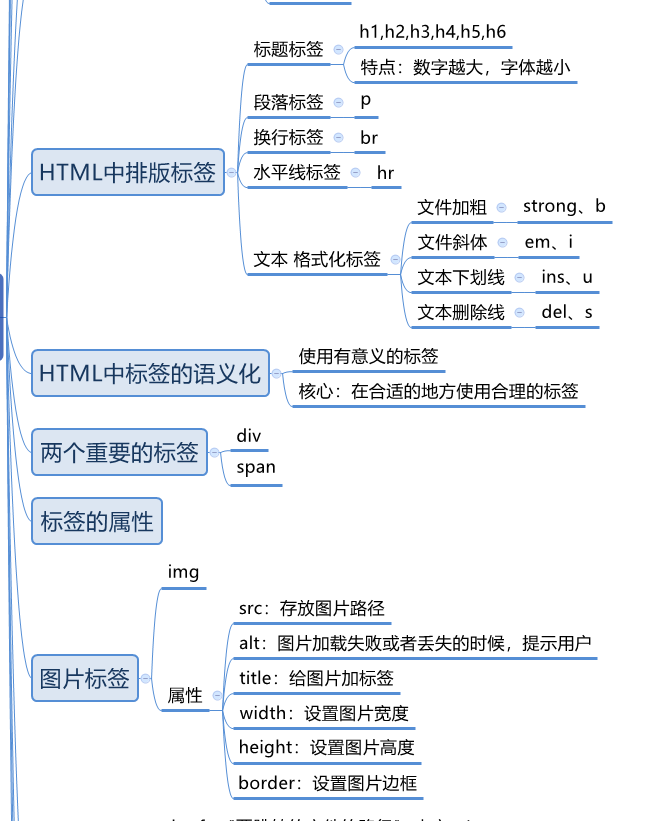 HTML中排版标签
标题标签
h1,h2,h3,h4,h5,h6
特点：数字越大，字体越小
段落标签
p
换行标签
br
水平线标签
hr
文本 格式化标签
文件加粗
strong、b
文件斜体
em、i
文本下划线
ins、u
文本删除线
del、s
HTML中标签的语义化
使用有意义的标签
核心：在合适的地方使用合理的标签
两个重要的标签
div
span
标签的属性
图片标签
img
属性
src：存放图片路径
alt：图片加载失败或者丢失的时候，提示用户
title：给图片加标签
width：设置图片宽度
height：设置图片高度
border：设置图片边框